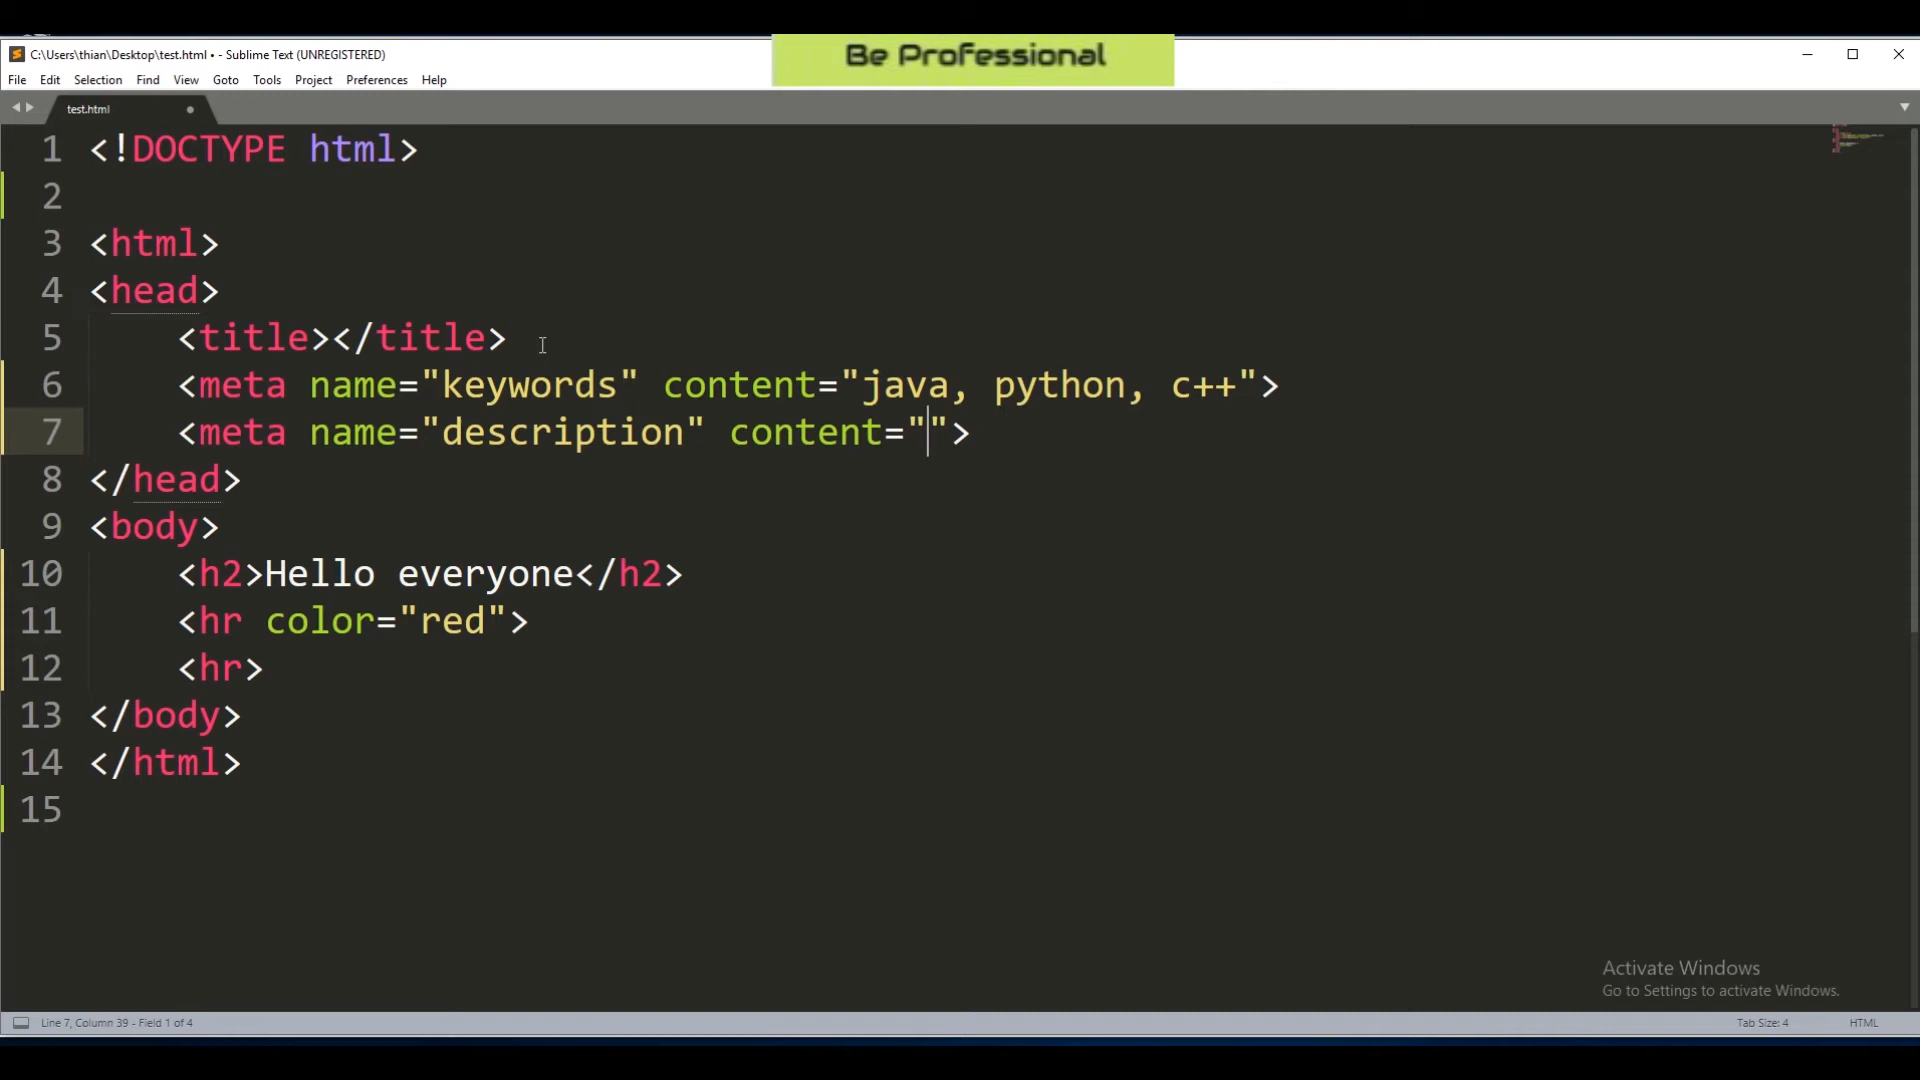 C:\Users\thian\Desktop\test.html • - Sublime Text (UNREGISTERED)
Be Professional
File Edit Selection Find View Goto Tools Project Preferences Help
test.html
1 <!DOCTYPE html>
2
3 <html>
4 <head>
5 <title></title>
6 <meta name="keywords" content="java, python, c++">
7 <meta name="description" content="">
8 </head>
9 <body>
10 <h2>Hello everyone</h2>
11 <hr color="red">
12 <hr>
13 </body>
14 </html>
15
Activate Windows
Go to Settings to activate Windows.
Line 7, Column 39 - Field 1 of 4
Tab Size: 4 HTML